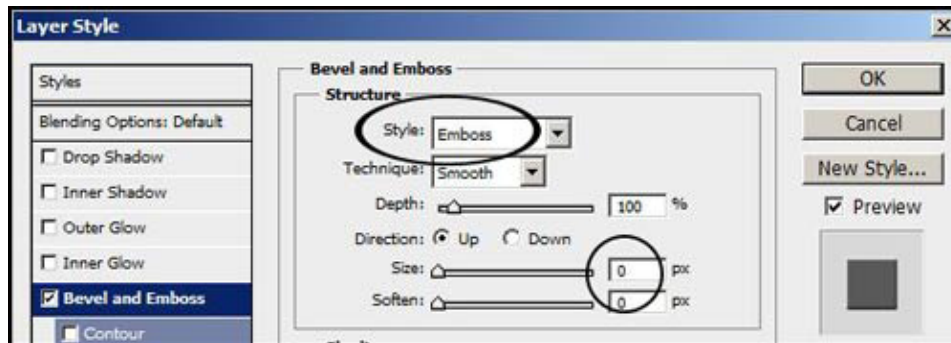 Layer Style
Styles
Blending Options: Default
Drop Shadow
Inner Shadow
Outer Glow
Inner Glow
Bevel and Emboss
Contour
Bevel and Emboss
Structure
Style: Emboss
Technique: Smooth
Depth: 100 %
Direction: Up Down
Size: 0 px
Soften: 0 px
OK
Cancel
New Style...
Preview